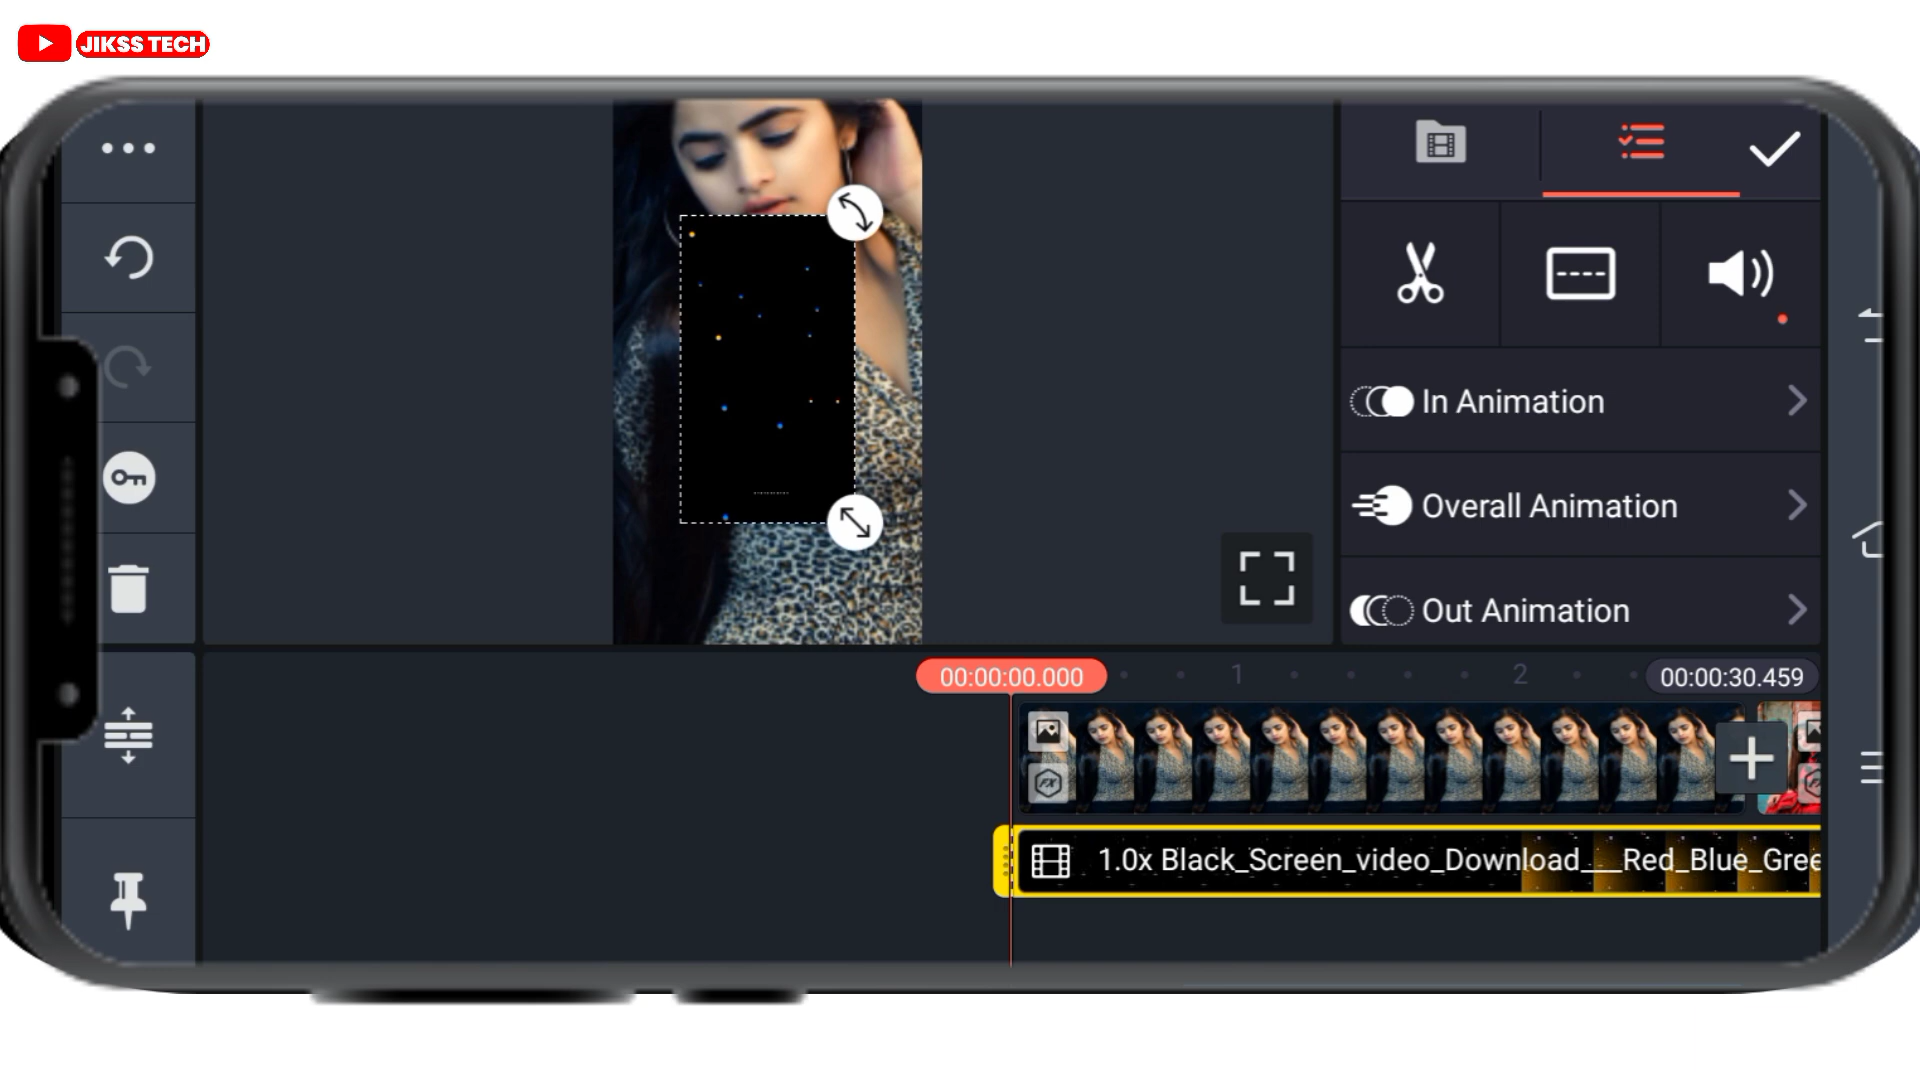 JIKSS TECH
In Animation
Overall Animation
Out Animation
00:00:00.000
1
2
00:00:30.459
1.0x Black_Screen_video_Download___Red_Blue_Gree